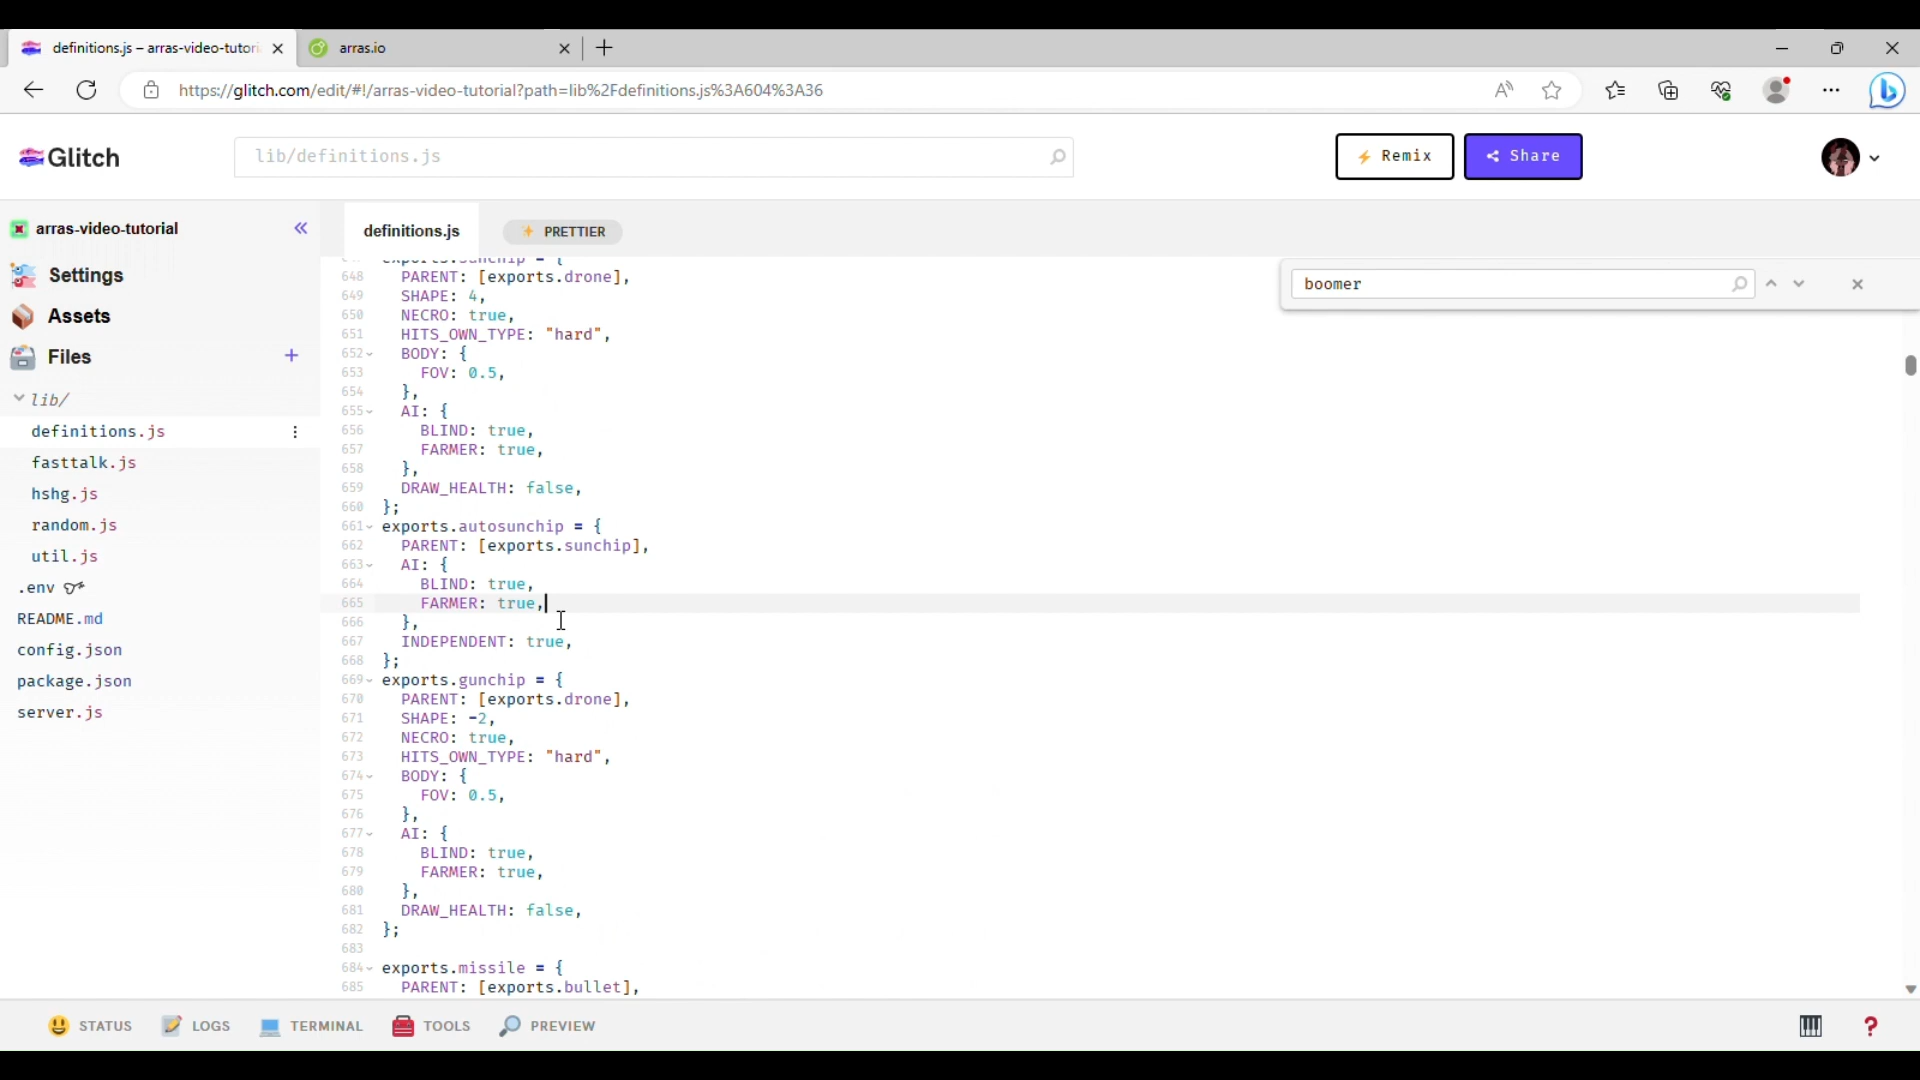 definitions.js – arras-video-tutori
arras.io
https://glitch.com/edit/#!/arras-video-tutorial?path=lib%2Fdefinitions.js%3A604%3A36
Glitch
lib/definitions.js
Remix
Share
arras-video-tutorial
Settings
Assets
Files
lib/
definitions.js
fasttalk.js
hshg.js
random.js
util.js
.env
README.md
config.json
package.json
server.js
definitions.js
PRETTIER
boomer
exports.sunchip = {
648 PARENT: [exports.drone],
649 SHAPE: 4,
650 NECRO: true,
651 HITS_OWN_TYPE: "hard",
652 BODY: {
653 FOV: 0.5,
654 },
655 AI: {
656 BLIND: true,
657 FARMER: true,
658 },
659 DRAW_HEALTH: false,
660 };
661 exports.autosunchip = {
662 PARENT: [exports.sunchip],
663 AI: {
664 BLIND: true,
665 FARMER: true,
666 },
667 INDEPENDENT: true,
668 };
669 exports.gunchip = {
670 PARENT: [exports.drone],
671 SHAPE: -2,
672 NECRO: true,
673 HITS_OWN_TYPE: "hard",
674 BODY: {
675 FOV: 0.5,
676 },
677 AI: {
678 BLIND: true,
679 FARMER: true,
680 },
681 DRAW_HEALTH: false,
682 };
683
684 exports.missile = {
685 PARENT: [exports.bullet],
STATUS
LOGS
TERMINAL
TOOLS
PREVIEW
?